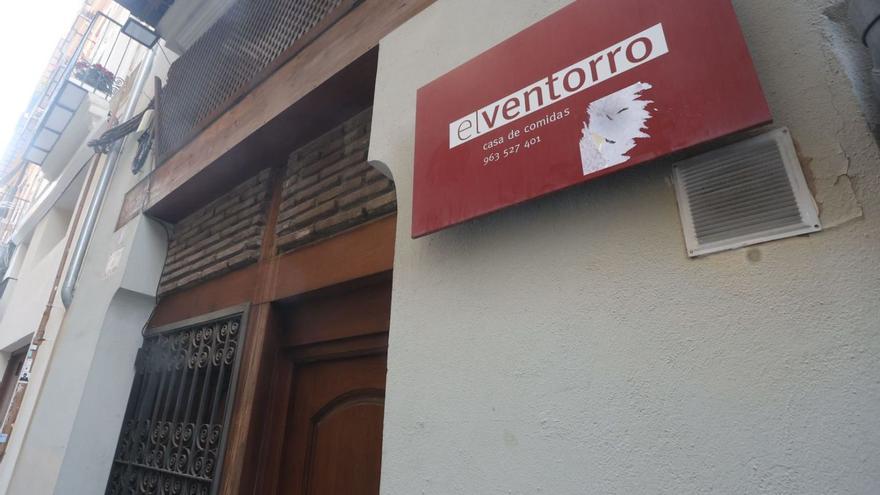 elventorro
casa de comidas
963 527 401